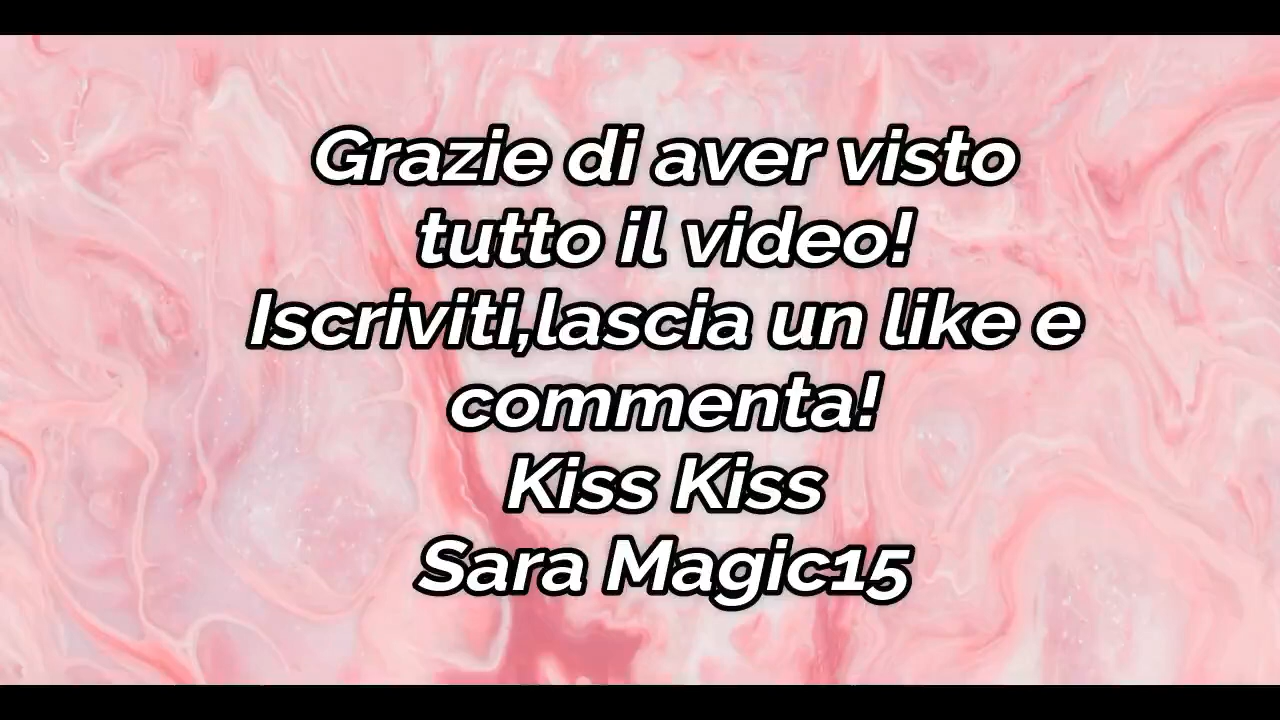 Grazie di aver visto
tutto il video!
Iscriviti,lascia un like e
commenta!
Kiss Kiss
Sara Magic15